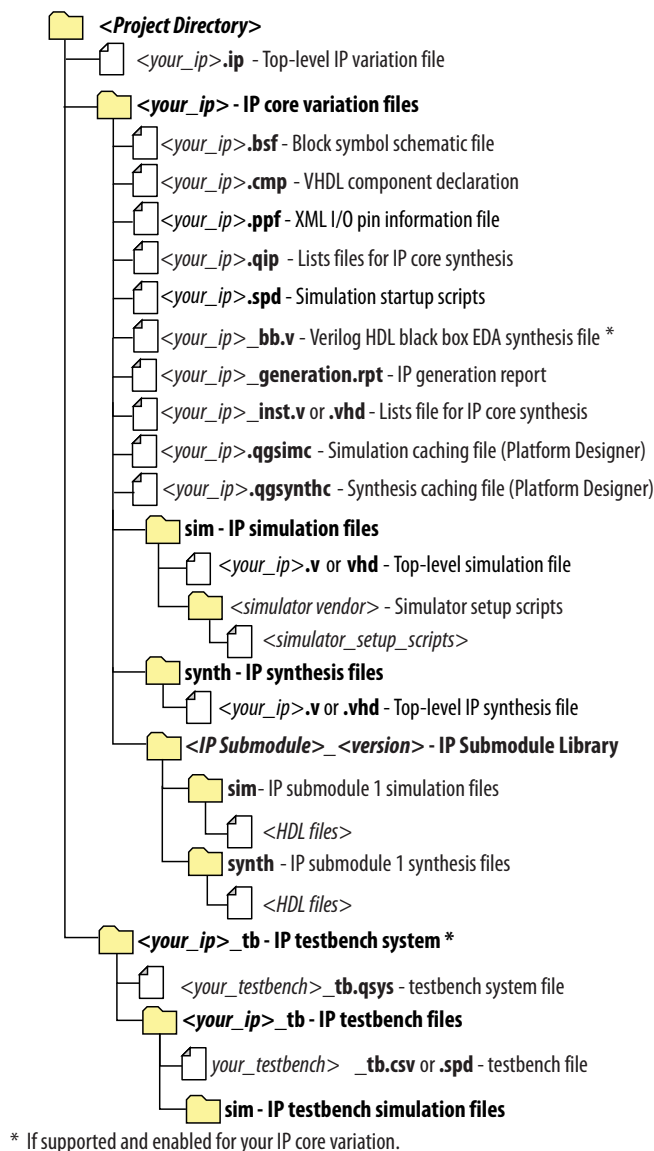 <Project Directory>
<your_ip>.ip - Top-level IP variation file
<your_ip> - IP core variation files
<your_ip>.bsf - Block symbol schematic file
<your_ip>.cmp - VHDL component declaration
<your_ip>.ppf - XML I/O pin information file
<your_ip>.qip - Lists files for IP core synthesis
<your_ip>.spd - Simulation startup scripts
<your_ip>_bb.v - Verilog HDL black box EDA synthesis file *
<your_ip>_generation.rpt - IP generation report
<your_ip>_inst.v or .vhd - Lists file for IP core synthesis
<your_ip>.qgsimc - Simulation caching file (Platform Designer)
<your_ip>.qgsynthc - Synthesis caching file (Platform Designer)
sim - IP simulation files
<your_ip>.v or vhd - Top-level simulation file
<simulator vendor> - Simulator setup scripts
<simulator_setup_scripts>
synth - IP synthesis files
<your_ip>.v or .vhd - Top-level IP synthesis file
<IP Submodule>_<version> - IP Submodule Library
sim- IP submodule 1 simulation files
<HDL files>
synth - IP submodule 1 synthesis files
<HDL files>
<your_ip>_tb - IP testbench system *
<your_testbench>_tb.qsys - testbench system file
<your_ip>_tb - IP testbench files
your_testbench> _tb.csv or .spd - testbench file
sim - IP testbench simulation files
* If supported and enabled for your IP core variation.